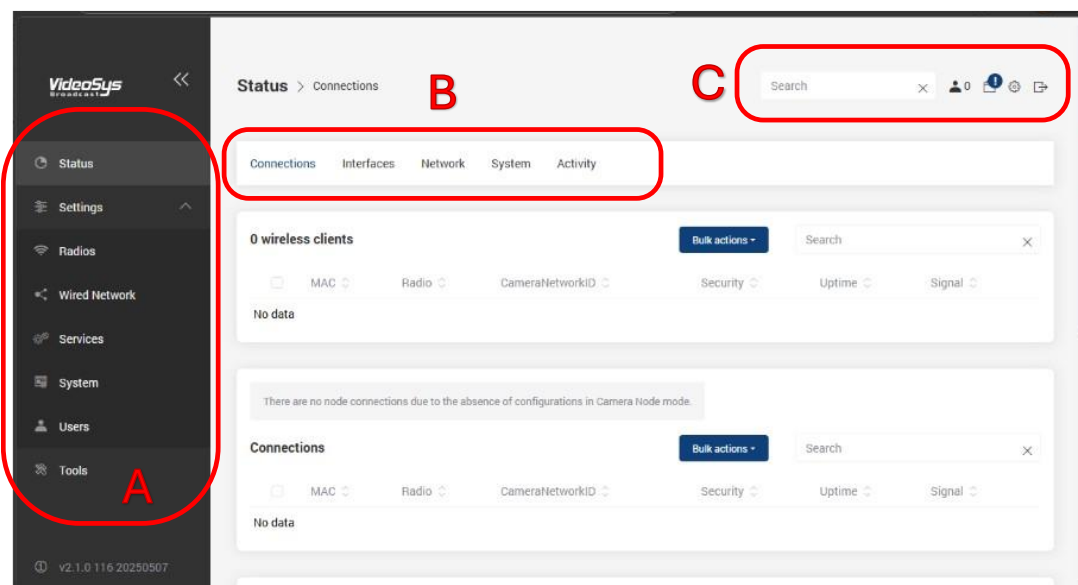 VideoSys
Broadcast
Status
Settings
Radios
Wired Network
Services
System
Users
Tools
A
v2.1.0 116 20250507
Status > Connections
B
C
Search
0
Connections Interfaces Network System Activity
0 wireless clients Bulk actions Search
MAC Radio CameraNetworkID Security Uptime Signal
No data
There are no node connections due to the absence of configurations in Camera Node mode.
Connections Bulk actions Search
MAC Radio CameraNetworkID Security Uptime Signal
No data